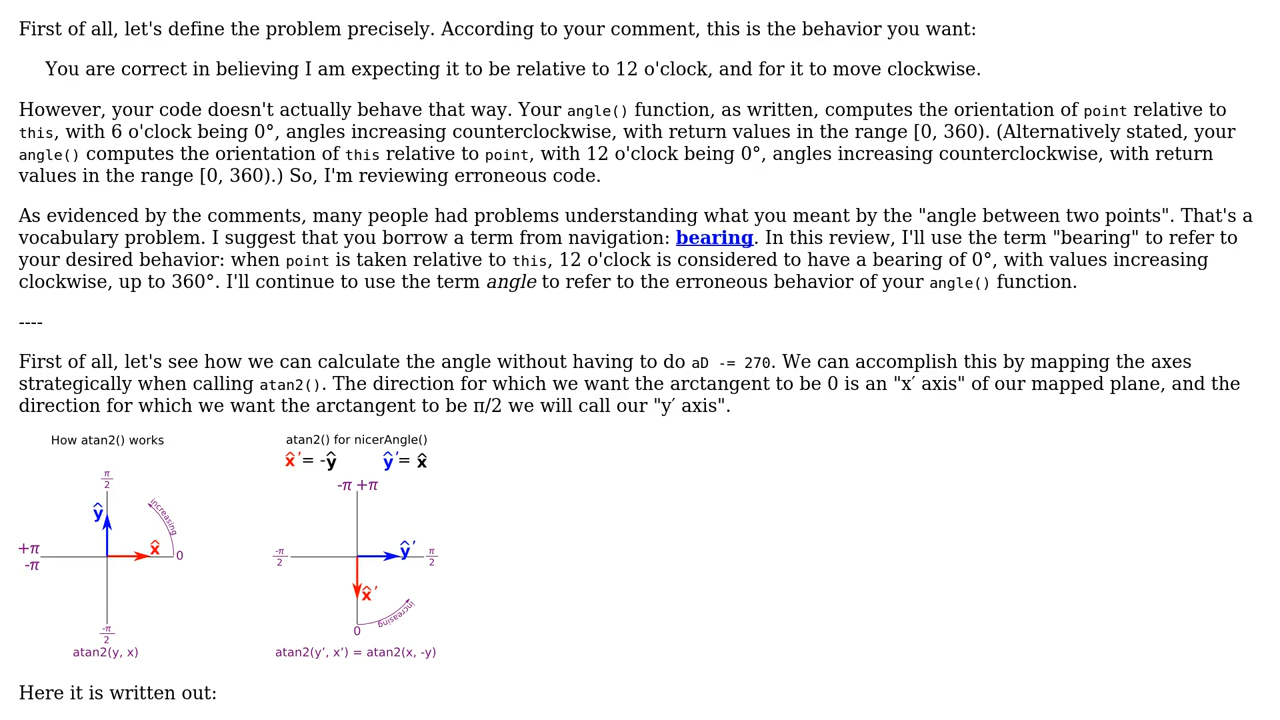 First of all, let's define the problem precisely. According to your comment, this is the behavior you want:
You are correct in believing I am expecting it to be relative to 12 o'clock, and for it to move clockwise.
However, your code doesn't actually behave that way. Your angle() function, as written, computes the orientation of point relative to
this, with 6 o'clock being 0°, angles increasing counterclockwise, with return values in the range [0, 360). (Alternatively stated, your
angle() computes the orientation of this relative to point, with 12 o'clock being 0°, angles increasing counterclockwise, with return
values in the range [0, 360).) So, I'm reviewing erroneous code.
As evidenced by the comments, many people had problems understanding what you meant by the "angle between two points". That's a
vocabulary problem. I suggest that you borrow a term from navigation: bearing. In this review, I'll use the term "bearing" to refer to
your desired behavior: when point is taken relative to this, 12 o'clock is considered to have a bearing of 0°, with values increasing
clockwise, up to 360°. I'll continue to use the term angle to refer to the erroneous behavior of your angle() function.
----
First of all, let's see how we can calculate the angle without having to do aD -= 270. We can accomplish this by mapping the axes
strategically when calling atan2(). The direction for which we want the arctangent to be 0 is an "x′ axis" of our mapped plane, and the
direction for which we want the arctangent to be π/2 we will call our "y′ axis".
How atan2() works
π
2
increasing
ŷ
x̂
0
+π
-π
-π
2
atan2(y, x)
atan2() for nicerAngle()
x̂′= -ŷ ŷ′= x̂
-π +π
-π
2
ŷ′
π
2
x̂′
increasing
0
atan2(y’, x’) = atan2(x, -y)
Here it is written out: